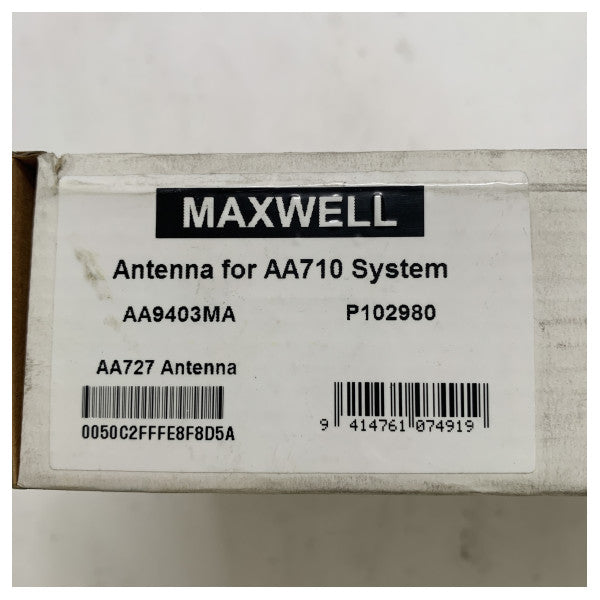 MAXWELL
Antenna for AA710 System
AA9403MA P102980
AA727 Antenna
0050C2FFFE8F8D5A
9 414761 074919